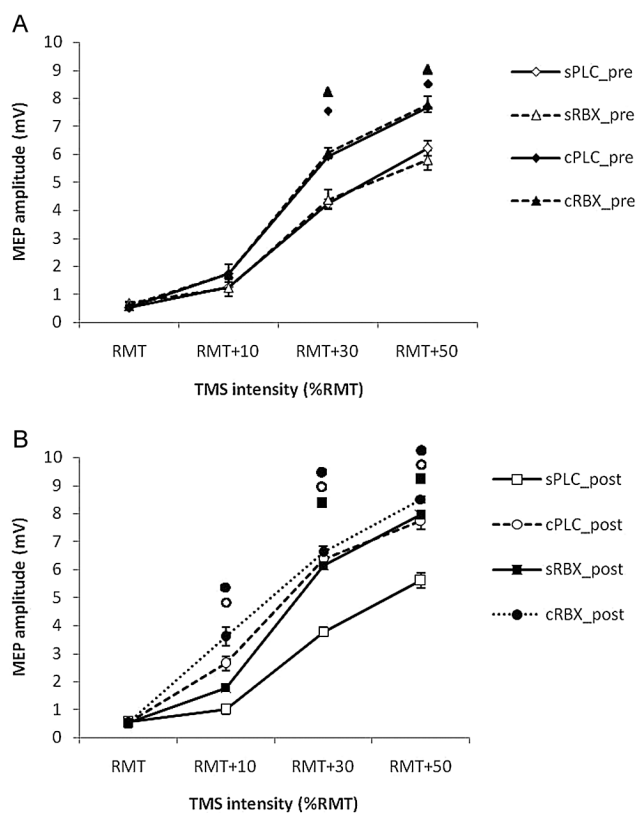 A
10
9
8
7
6
5
4
3
2
1
0
MEP amplitude (mV)
RMT RMT+10 RMT+30 RMT+50
TMS intensity (%RMT)
sPLC_pre
sRBX_pre
cPLC_pre
cRBX_pre
B
10
9
8
7
6
5
4
3
2
1
0
MEP amplitude (mV)
RMT RMT+10 RMT+30 RMT+50
TMS intensity (%RMT)
sPLC_post
cPLC_post
sRBX_post
cRBX_post